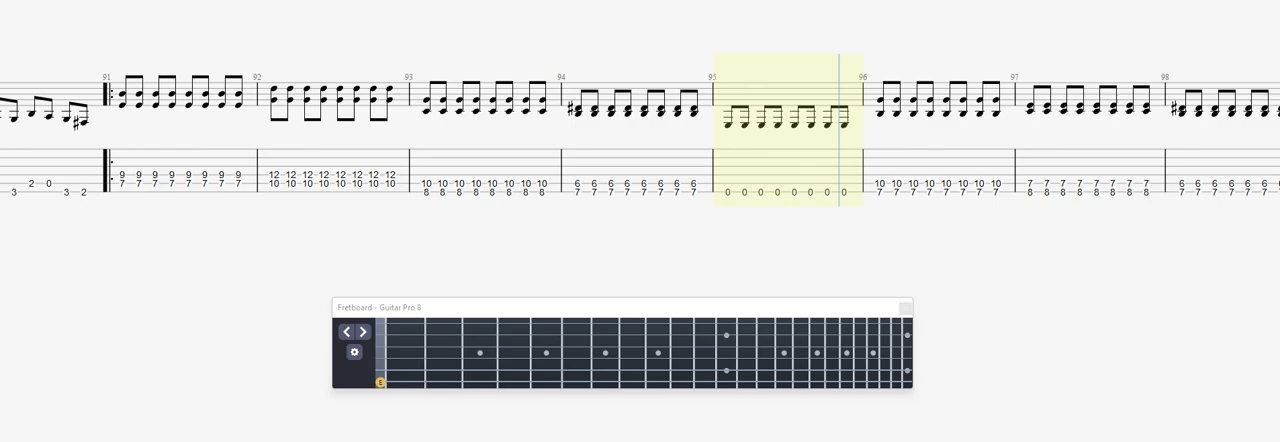 91 92 93 94 95 96 97 98
9 9 9 9 9 9 9 9 12 12 12 12 12 12 12 12
2 0 7 7 7 7 7 7 7 7 10 10 10 10 10 10 10 10 10 10 10 10 10 10 10 10 6 6 6 6 6 6 6 6 10 10 10 10 10 10 10 10 7 7 7 7 7 7 7 7 6 6 6 6 6 6
3 3 2 8 8 8 8 8 8 8 8 7 7 7 7 7 7 7 7 0 0 0 0 0 0 0 0 7 7 7 7 7 7 7 7 8 8 8 8 8 8 8 8 7 7 7 7 7 7
Fretboard - Guitar Pro 8
E